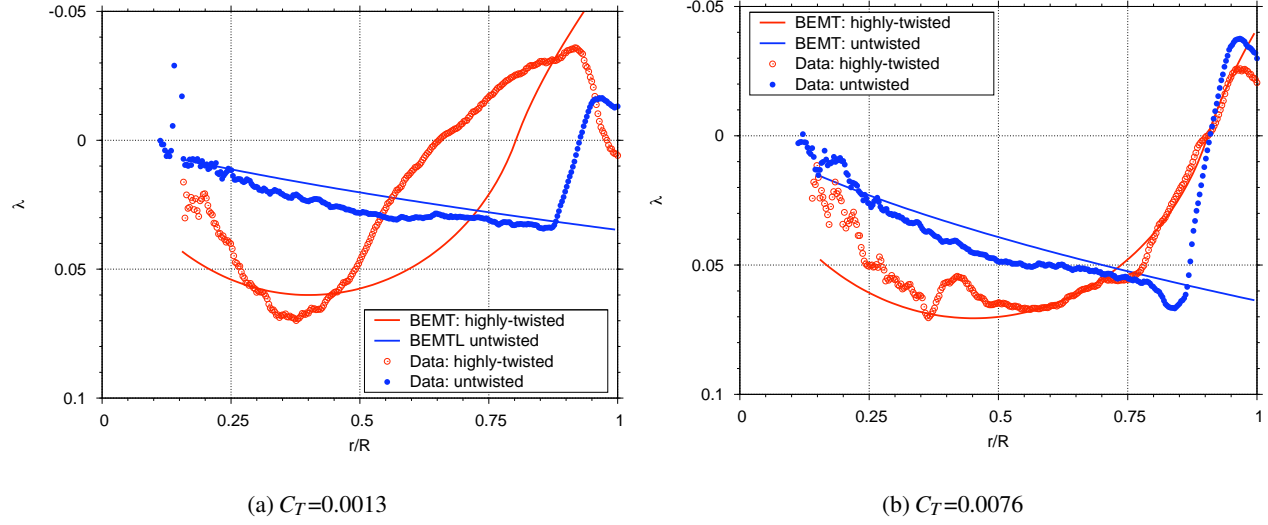 -0.05
0
0.05
0.1
λ
0
0.25
0.5
0.75
1
r/R
BEMT: highly-twisted
BEMTL untwisted
Data: highly-twisted
Data: untwisted
(a) C_T=0.0013
-0.05
0
0.05
0.1
λ
0
0.25
0.5
0.75
1
r/R
BEMT: highly-twisted
BEMT: untwisted
Data: highly-twisted
Data: untwisted
(b) C_T=0.0076